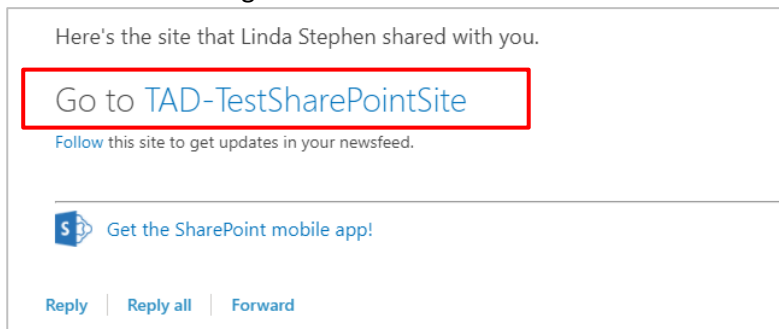 Here's the site that Linda Stephen shared with you.
Go to TAD-TestSharePointSite
Follow this site to get updates in your newsfeed.
S Get the SharePoint mobile app!
Reply Reply all Forward